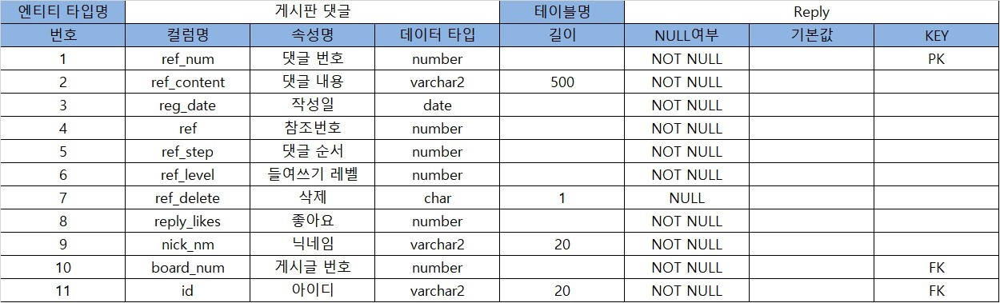 엔티티 타입명 게시판 댓글 테이블명 Reply
번호 컬럼명 속성명 데이터 타입 길이 NULL여부 기본값 KEY
1 ref_num 댓글 번호 number NOT NULL PK
2 ref_content 댓글 내용 varchar2 500 NOT NULL
3 reg_date 작성일 date NOT NULL
4 ref 참조번호 number NOT NULL
5 ref_step 댓글 순서 number NOT NULL
6 ref_level 들여쓰기 레벨 number NOT NULL
7 ref_delete 삭제 char 1 NULL
8 reply_likes 좋아요 number NOT NULL
9 nick_nm 닉네임 varchar2 20 NOT NULL
10 board_num 게시글 번호 number NOT NULL FK
11 id 아이디 varchar2 20 NOT NULL FK